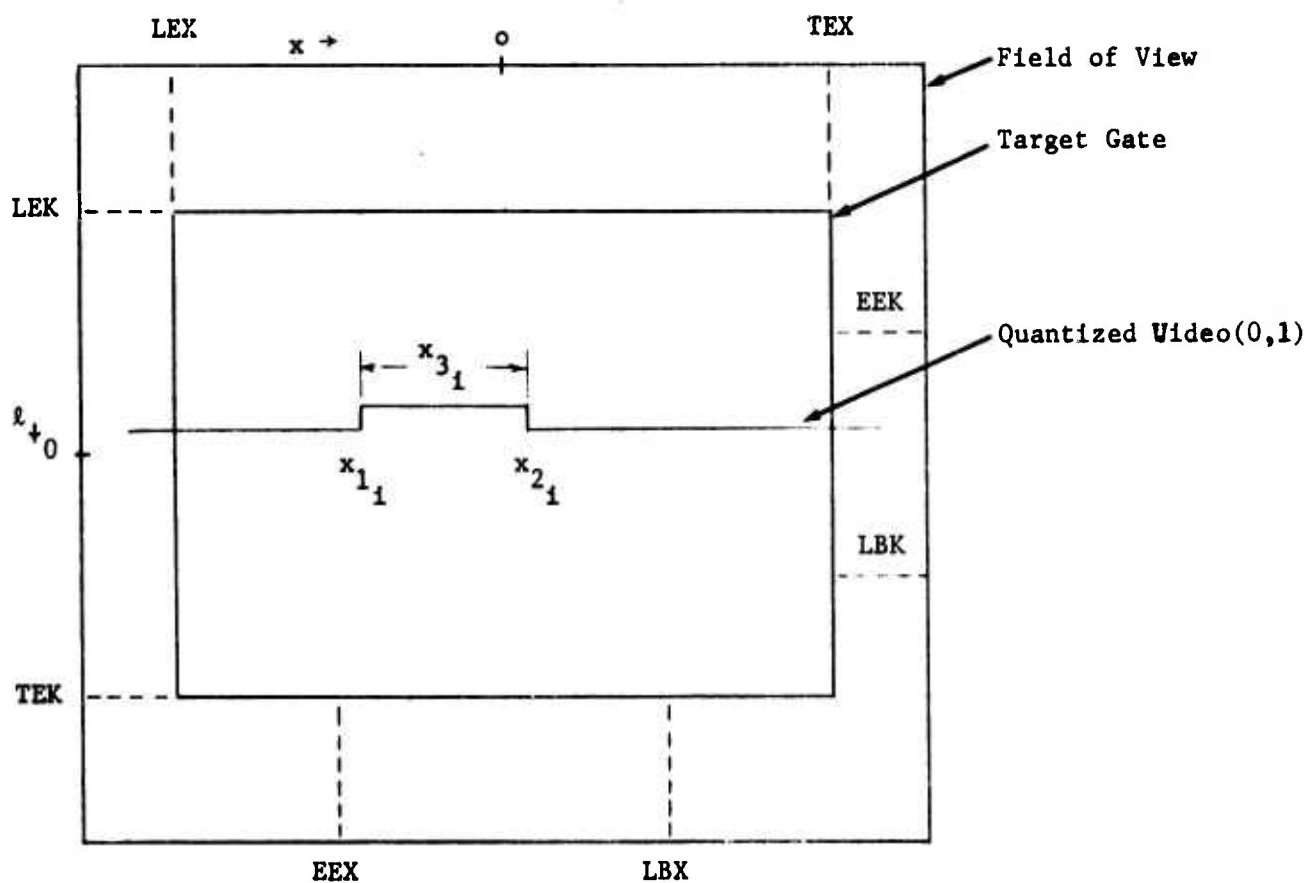 LEX
x →
o
TEX
Field of View
Target Gate
LEK
EEK
Quantized Video(0,1)
x3i
ℓ↓
0
x1i
x2i
LBK
TEK
EEX
LBX